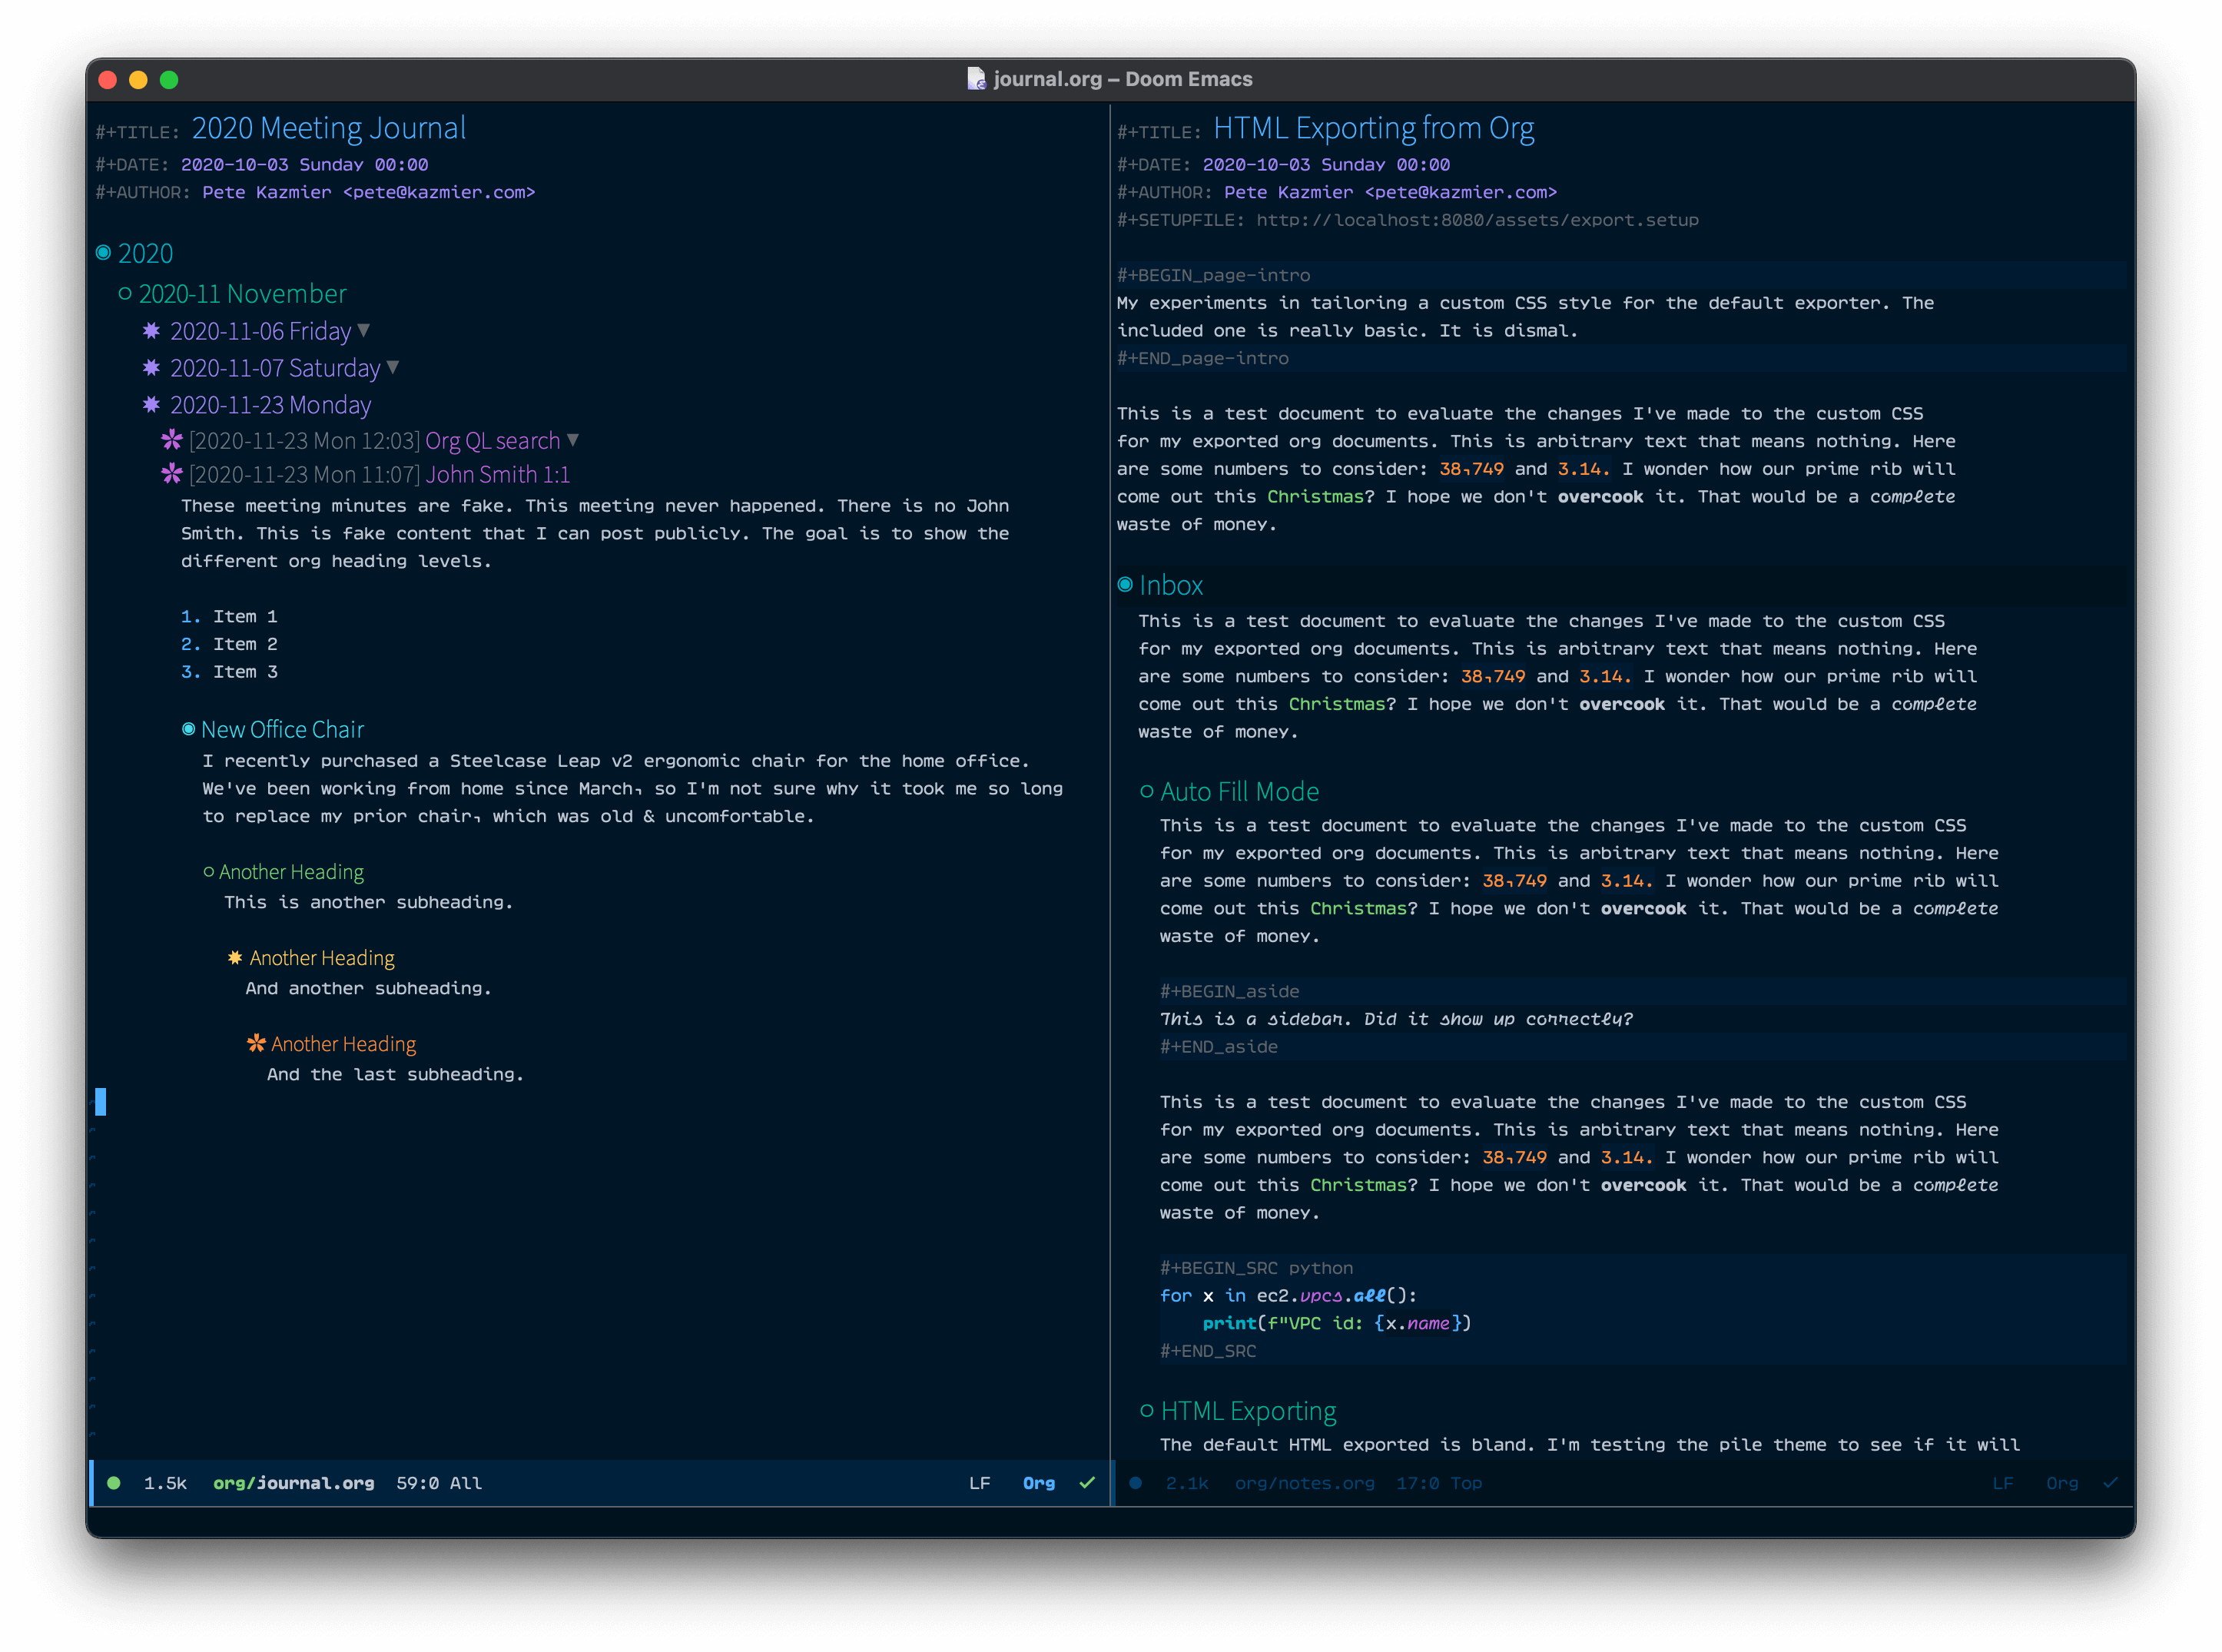 journal.org – Doom Emacs
#+TITLE: 2020 Meeting Journal
#+DATE: 2020-10-03 Sunday 00:00
#+AUTHOR: Pete Kazmier <pete@kazmier.com>
2020
2020-11 November
2020-11-06 Friday ▼
2020-11-07 Saturday ▼
2020-11-23 Monday
[2020-11-23 Mon 12:03] Org QL search ▼
[2020-11-23 Mon 11:07] John Smith 1:1
These meeting minutes are fake. This meeting never happened. There is no John
Smith. This is fake content that I can post publicly. The goal is to show the
different org heading levels.
1. Item 1
2. Item 2
3. Item 3
New Office Chair
I recently purchased a Steelcase Leap v2 ergonomic chair for the home office.
We've been working from home since March, so I'm not sure why it took me so long
to replace my prior chair, which was old & uncomfortable.
Another Heading
This is another subheading.
Another Heading
And another subheading.
Another Heading
And the last subheading.
1.5k org/journal.org 59:0 All LF Org ✓
#+TITLE: HTML Exporting from Org
#+DATE: 2020-10-03 Sunday 00:00
#+AUTHOR: Pete Kazmier <pete@kazmier.com>
#+SETUPFILE: http://localhost:8080/assets/export.setup
#+BEGIN_page-intro
My experiments in tailoring a custom CSS style for the default exporter. The
included one is really basic. It is dismal.
#+END_page-intro
This is a test document to evaluate the changes I've made to the custom CSS
for my exported org documents. This is arbitrary text that means nothing. Here
are some numbers to consider: 38,749 and 3.14. I wonder how our prime rib will
come out this Christmas? I hope we don't overcook it. That would be a complete
waste of money.
Inbox
This is a test document to evaluate the changes I've made to the custom CSS
for my exported org documents. This is arbitrary text that means nothing. Here
are some numbers to consider: 38,749 and 3.14. I wonder how our prime rib will
come out this Christmas? I hope we don't overcook it. That would be a complete
waste of money.
Auto Fill Mode
This is a test document to evaluate the changes I've made to the custom CSS
for my exported org documents. This is arbitrary text that means nothing. Here
are some numbers to consider: 38,749 and 3.14. I wonder how our prime rib will
come out this Christmas? I hope we don't overcook it. That would be a complete
waste of money.
#+BEGIN_aside
This is a sidebar. Did it show up correctly?
#+END_aside
This is a test document to evaluate the changes I've made to the custom CSS
for my exported org documents. This is arbitrary text that means nothing. Here
are some numbers to consider: 38,749 and 3.14. I wonder how our prime rib will
come out this Christmas? I hope we don't overcook it. That would be a complete
waste of money.
#+BEGIN_SRC python
for x in ec2.vpcs.all():
print(f"VPC id: {x.name})
#+END_SRC
HTML Exporting
The default HTML exported is bland. I'm testing the pile theme to see if it will
2.1k org/notes.org 17:0 Top LF Org ✓